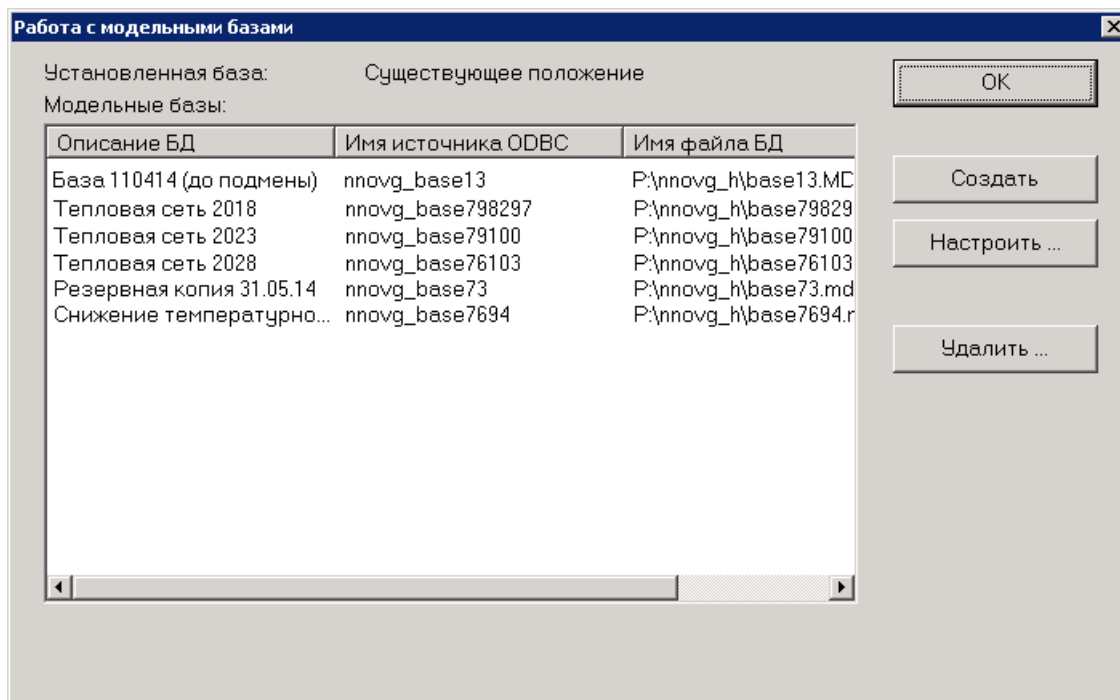 Работа с модельными базами
Установленная база: Существующее положение
Модельные базы:
OK
Описание БД Имя источника ODBC Имя файла БД
База 110414 (до подмены) nnovg_base13 P:\nnovg_h\base13.MD
Тепловая сеть 2018 nnovg_base798297 P:\nnovg_h\base79829
Тепловая сеть 2023 nnovg_base79100 P:\nnovg_h\base79100
Тепловая сеть 2028 nnovg_base76103 P:\nnovg_h\base76103
Резервная копия 31.05.14 nnovg_base73 P:\nnovg_h\base73.md
Снижение температурно... nnovg_base7694 P:\nnovg_h\base7694.r
Создать
Настроить ...
Удалить ...